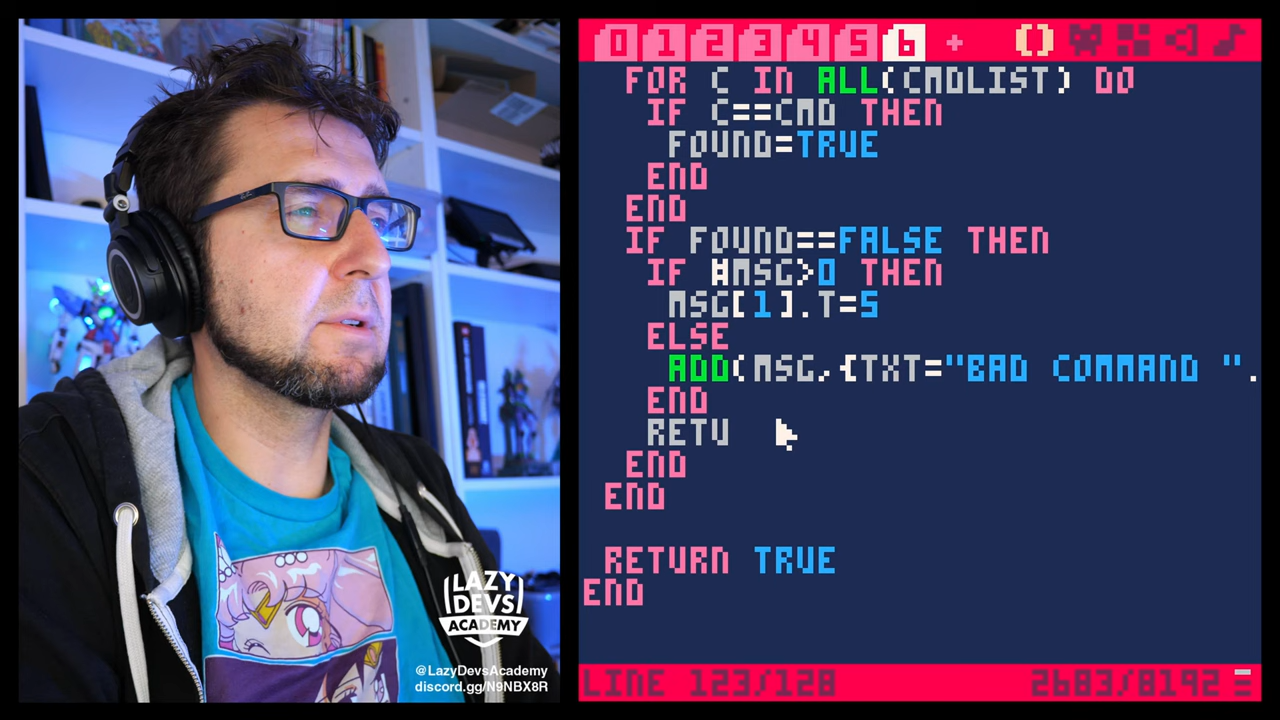 0 1 2 3 4 5 6 + ()
FOR C IN ALL(CMDLIST) DO
IF C==CMD THEN
FOUND=TRUE
END
END
IF FOUND==FALSE THEN
IF #MSG>0 THEN
MSG[1].T=5
ELSE
ADD(MSG,{TXT="BAD COMMAND ".
END
RETU
END
END
RETURN TRUE
END
LINE 123/128 2683/8192
LAZY
DEVS
ACADEMY
@LazyDevsAcademy
discord.gg/N9NBX8R